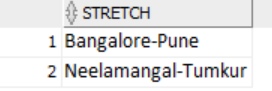 STRETCH
1 Bangalore-Pune
2 Neelamangal-Tumkur